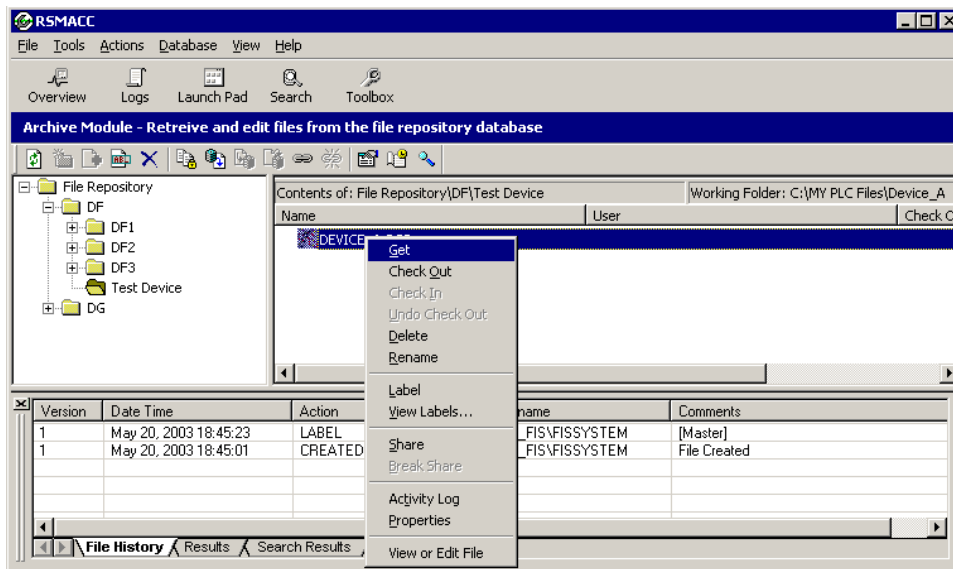 RSMACC
File Tools Actions Database View Help
Overview Logs Launch Pad Search Toolbox
Archive Module - Retreive and edit files from the file repository database
File Repository
DF
DF1
DF2
DF3
Test Device
DG
Contents of: File Repository\DF\Test Device Working Folder: C:\MY PLC Files\Device_A
Name User Check O
DEVICE
Get
Check Out
Check In
Undo Check Out
Delete
Rename
Label
View Labels...
Share
Break Share
Activity Log
Properties
View or Edit File
Version Date Time Action name Comments
1 May 20, 2003 18:45:23 LABEL _FIS\FISSYSTEM [Master]
1 May 20, 2003 18:45:01 CREATED _FIS\FISSYSTEM File Created
File History Results Search Results